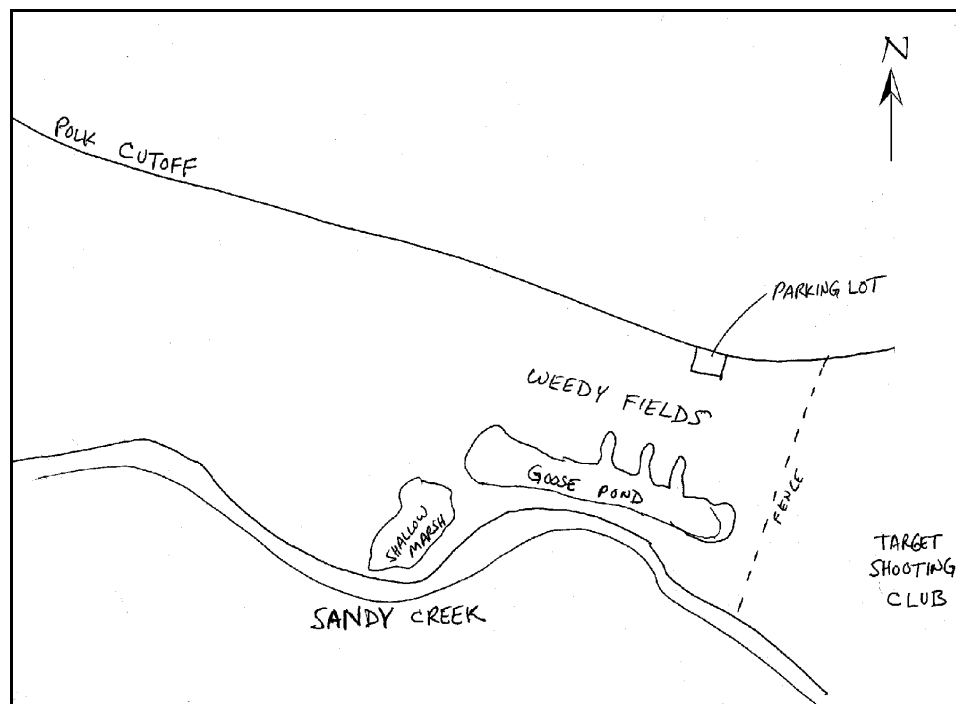 N
POLK CUTOFF
PARKING LOT
WEEDY FIELDS
GOOSE POND
FENCE
SHALLOW
MARSH
TARGET
SHOOTING
CLUB
SANDY CREEK